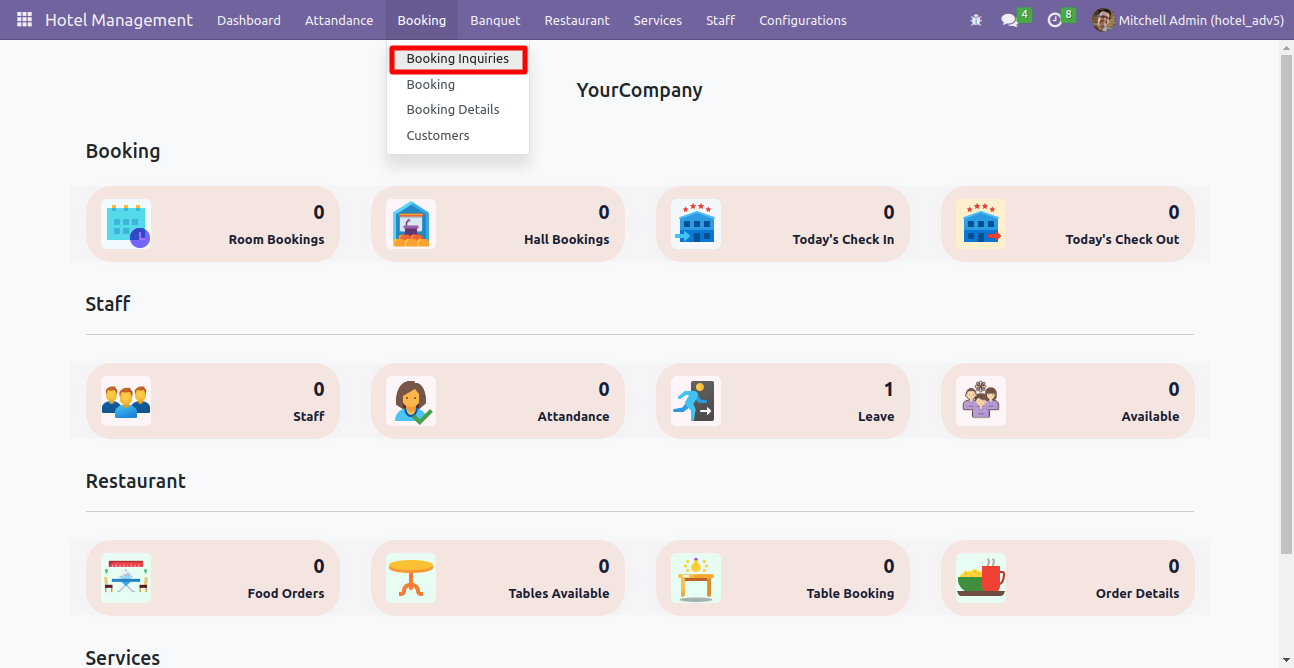 Hotel Management Dashboard Attendance Booking Banquet Restaurant Services Staff Configurations 4 8 Mitchell Admin (hotel_adv5)
Booking Inquiries
Booking
Booking Details
Customers
YourCompany
Booking
0 0 0 0
Room Bookings Hall Bookings Today's Check In Today's Check Out
Staff
0 0 1 0
Staff Attandance Leave Available
Restaurant
0 0 0 0
Food Orders Tables Available Table Booking Order Details
Services